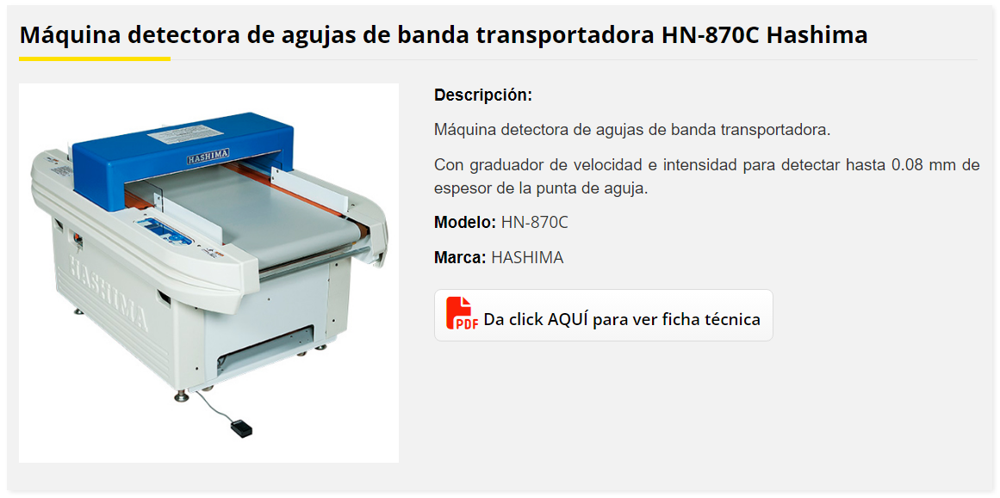 Máquina detectora de agujas de banda transportadora HN-870C Hashima
HASHIMA
HASHIMA
Descripción:
Máquina detectora de agujas de banda transportadora.
Con graduador de velocidad e intensidad para detectar hasta 0.08 mm de
espesor de la punta de aguja.
Modelo: HN-870C
Marca: HASHIMA
PDF Da click AQUÍ para ver ficha técnica